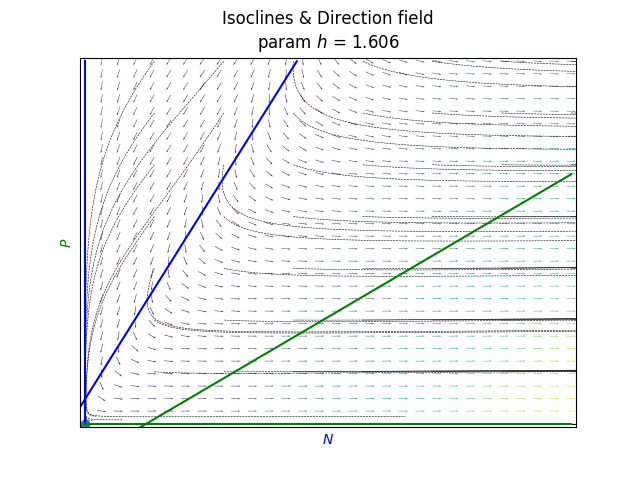 Isoclines & Direction field
param h = 1.606
P
N